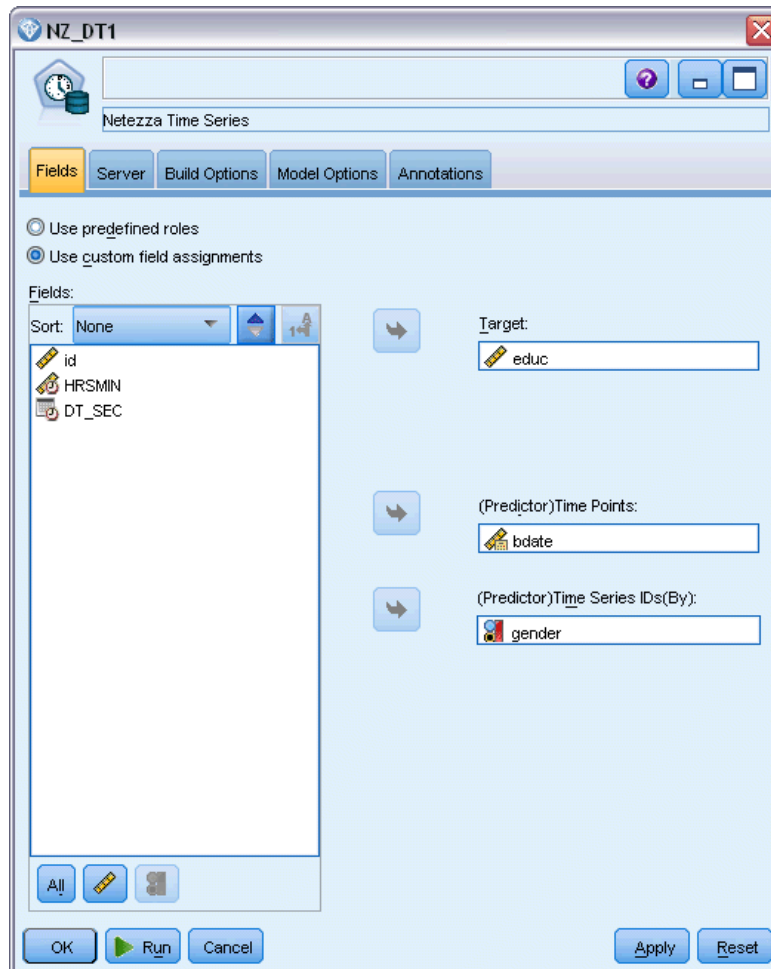 NZ_DT1
Netezza Time Series
Fields Server Build Options Model Options Annotations
Use predefined roles
Use custom field assignments
Fields:
Sort: None
id
HRSMIN
DT_SEC
Target:
educ
(Predictor)Time Points:
bdate
(Predictor)Time Series IDs(By):
gender
All
OK Run Cancel Apply Reset